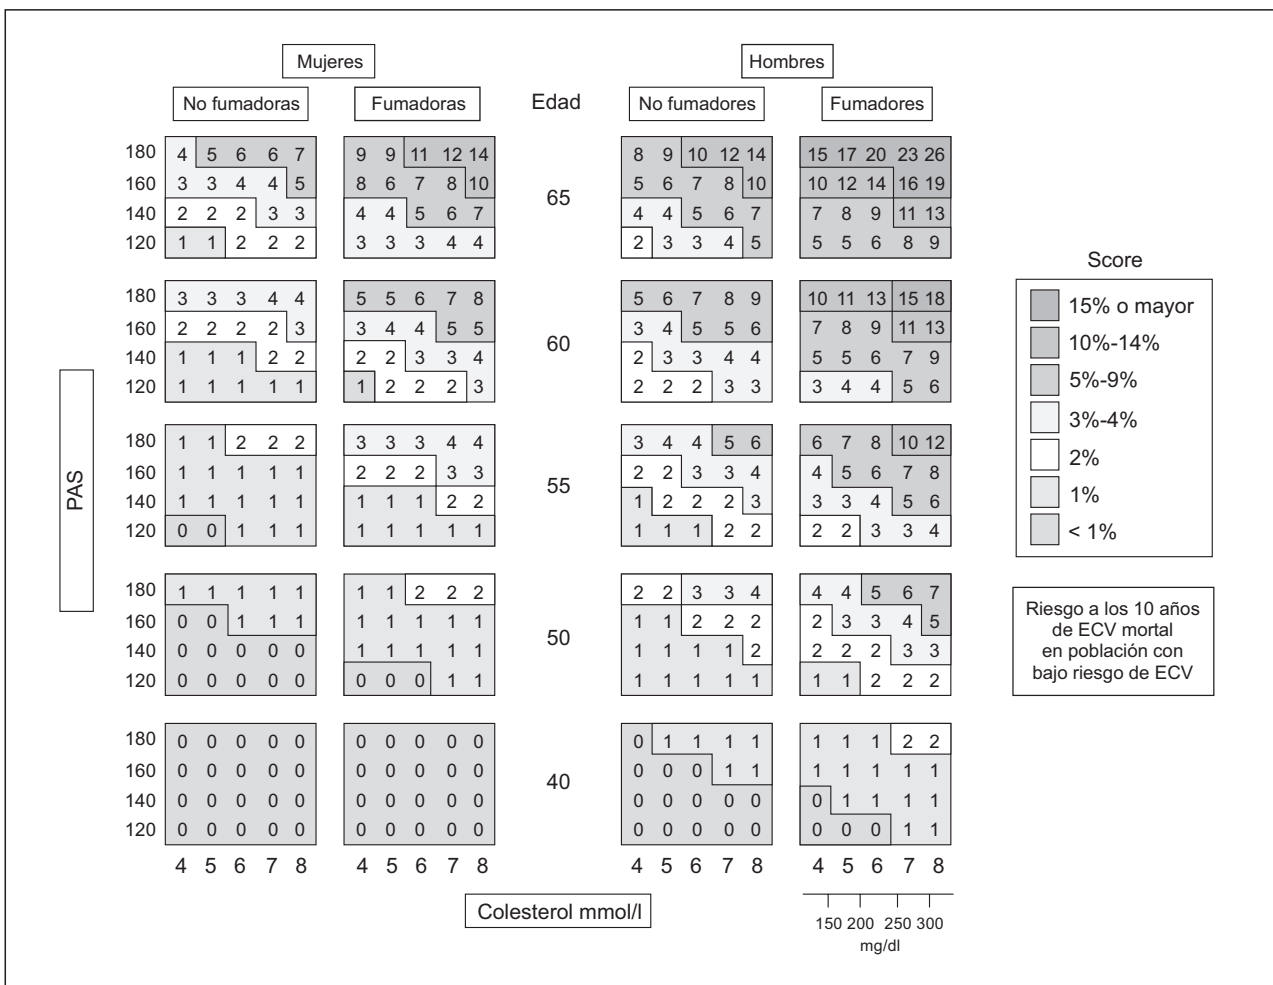 Mujeres Hombres
No fumadoras Fumadoras Edad No fumadores Fumadores
180 4 5 6 6 7 9 9 11 12 14 8 9 10 12 14 15 17 20 23 26
160 3 3 4 4 5 8 6 7 8 10 5 6 7 8 10 10 12 14 16 19
65
140 2 2 2 3 3 4 4 5 6 7 4 4 5 6 7 7 8 9 11 13
120 1 1 2 2 2 3 3 3 4 4 2 3 3 4 5 5 5 6 8 9
180 3 3 3 4 4 5 5 6 7 8 5 6 7 8 9 10 11 13 15 18
160 2 2 2 2 3 3 4 4 5 5 3 4 5 5 6 7 8 9 11 13
60
140 1 1 1 2 2 2 2 3 3 4 2 3 3 4 4 5 5 6 7 9
120 1 1 1 1 1 1 2 2 2 3 2 2 2 3 3 3 4 4 5 6
180 1 1 2 2 2 3 3 3 4 4 3 4 4 5 6 6 7 8 10 12
160 1 1 1 1 1 2 2 2 3 3 2 2 3 3 4 4 5 6 7 8
55
140 1 1 1 1 1 1 1 1 2 2 1 2 2 2 3 3 3 4 5 6
120 0 0 1 1 1 1 1 1 1 1 1 1 1 2 2 2 2 3 3 4
180 1 1 1 1 1 1 1 2 2 2 2 2 3 3 4 4 4 5 6 7
160 0 0 1 1 1 1 1 1 1 1 1 1 2 2 2 2 3 3 4 5
50
140 0 0 0 0 0 1 1 1 1 1 1 1 1 1 2 2 2 2 3 3
120 0 0 0 0 0 0 0 0 1 1 1 1 1 1 1 1 1 2 2 2
180 0 0 0 0 0 0 0 0 0 0 0 1 1 1 1 1 1 1 2 2
160 0 0 0 0 0 0 0 0 0 0 0 0 0 1 1 1 1 1 1 1
40
140 0 0 0 0 0 0 0 0 0 0 0 0 0 0 0 0 1 1 1 1
120 0 0 0 0 0 0 0 0 0 0 0 0 0 0 0 0 0 0 1 1
4 5 6 7 8 4 5 6 7 8 4 5 6 7 8 4 5 6 7 8
PAS
Colesterol mmol/l
150 200 250 300
mg/dl
Score
15% o mayor
10%-14%
5%-9%
3%-4%
2%
1%
< 1%
Riesgo a los 10 años
de ECV mortal
en población con
bajo riesgo de ECV